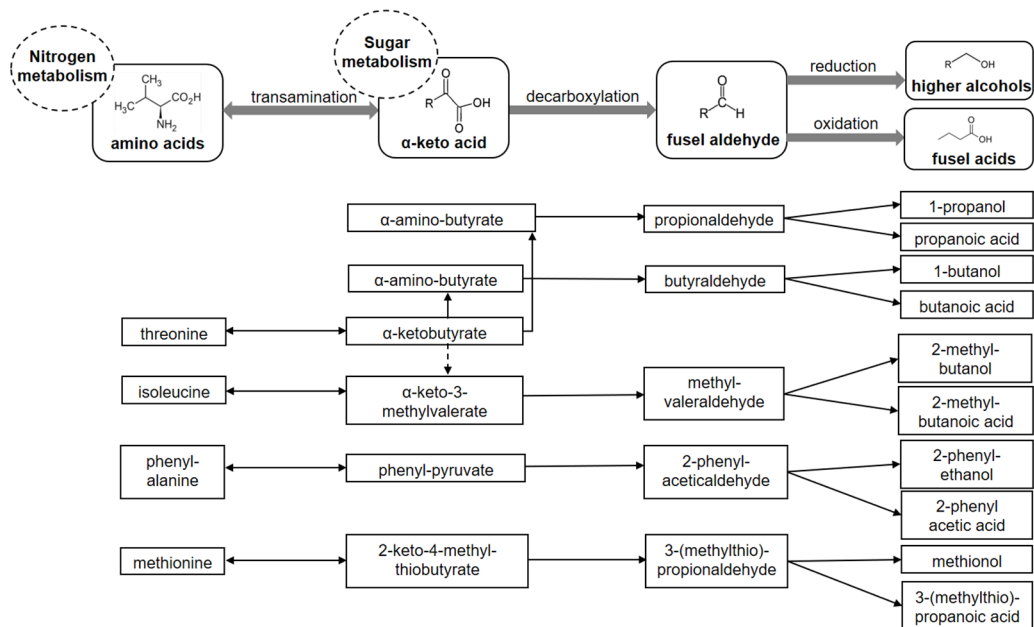 Nitrogen
metabolism
Sugar
metabolism
CH3
H3C
CO2H
NH2
amino acids
transamination
O
R
OH
O
α-keto acid
decarboxylation
O
R
H
fusel aldehyde
reduction
R
OH
higher alcohols
oxidation
O
OH
fusel acids
α-amino-butyrate
propionaldehyde
1-propanol
propanoic acid
α-amino-butyrate
butyraldehyde
1-butanol
butanoic acid
threonine
α-ketobutyrate
isoleucine
α-keto-3-
methylvalerate
methyl-
valeraldehyde
2-methyl-
butanol
2-methyl-
butanoic acid
phenyl-
alanine
phenyl-pyruvate
2-phenyl-
aceticaldehyde
2-phenyl-
ethanol
2-phenyl
acetic acid
methionine
2-keto-4-methyl-
thiobutyrate
3-(methylthio)-
propionaldehyde
methionol
3-(methylthio)-
propanoic acid